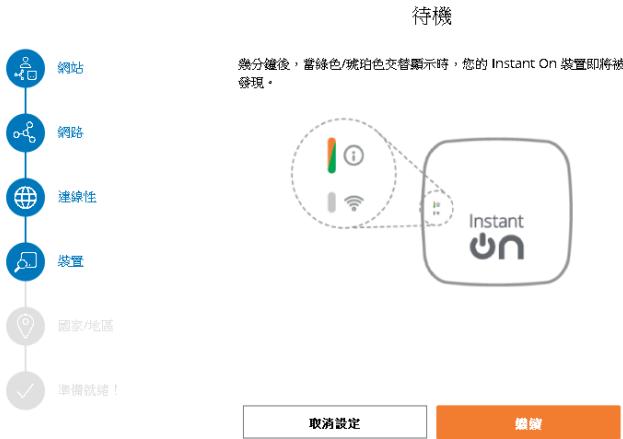 待機
網站
幾分鐘後，當綠色/琥珀色交替顯示時，您的 Instant On 裝置即將被
發現。
網路
連線性
Instant
on
裝置
國家/地區
準備就緒！
取消設定
繼續